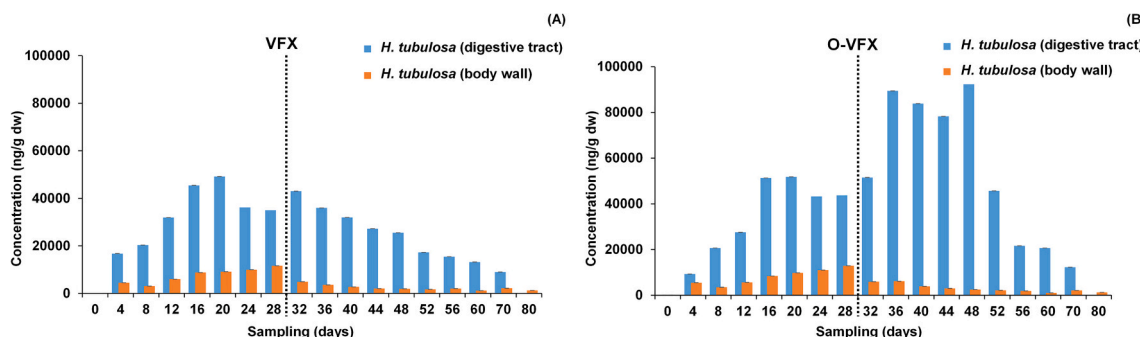 (A)
VFX
H. tubulosa (digestive tract)
H. tubulosa (body wall)
100000
80000
60000
40000
20000
0
Concentration (ng/g dw)
0 4 8 12 16 20 24 28 32 36 40 44 48 52 56 60 70 80
Sampling (days)
(B
O-VFX
H. tubulosa (digestive tract)
H. tubulosa (body wall)
100000
80000
60000
40000
20000
0
Concentration (ng/g dw)
0 4 8 12 16 20 24 28 32 36 40 44 48 52 56 60 70 80
Sampling (days)